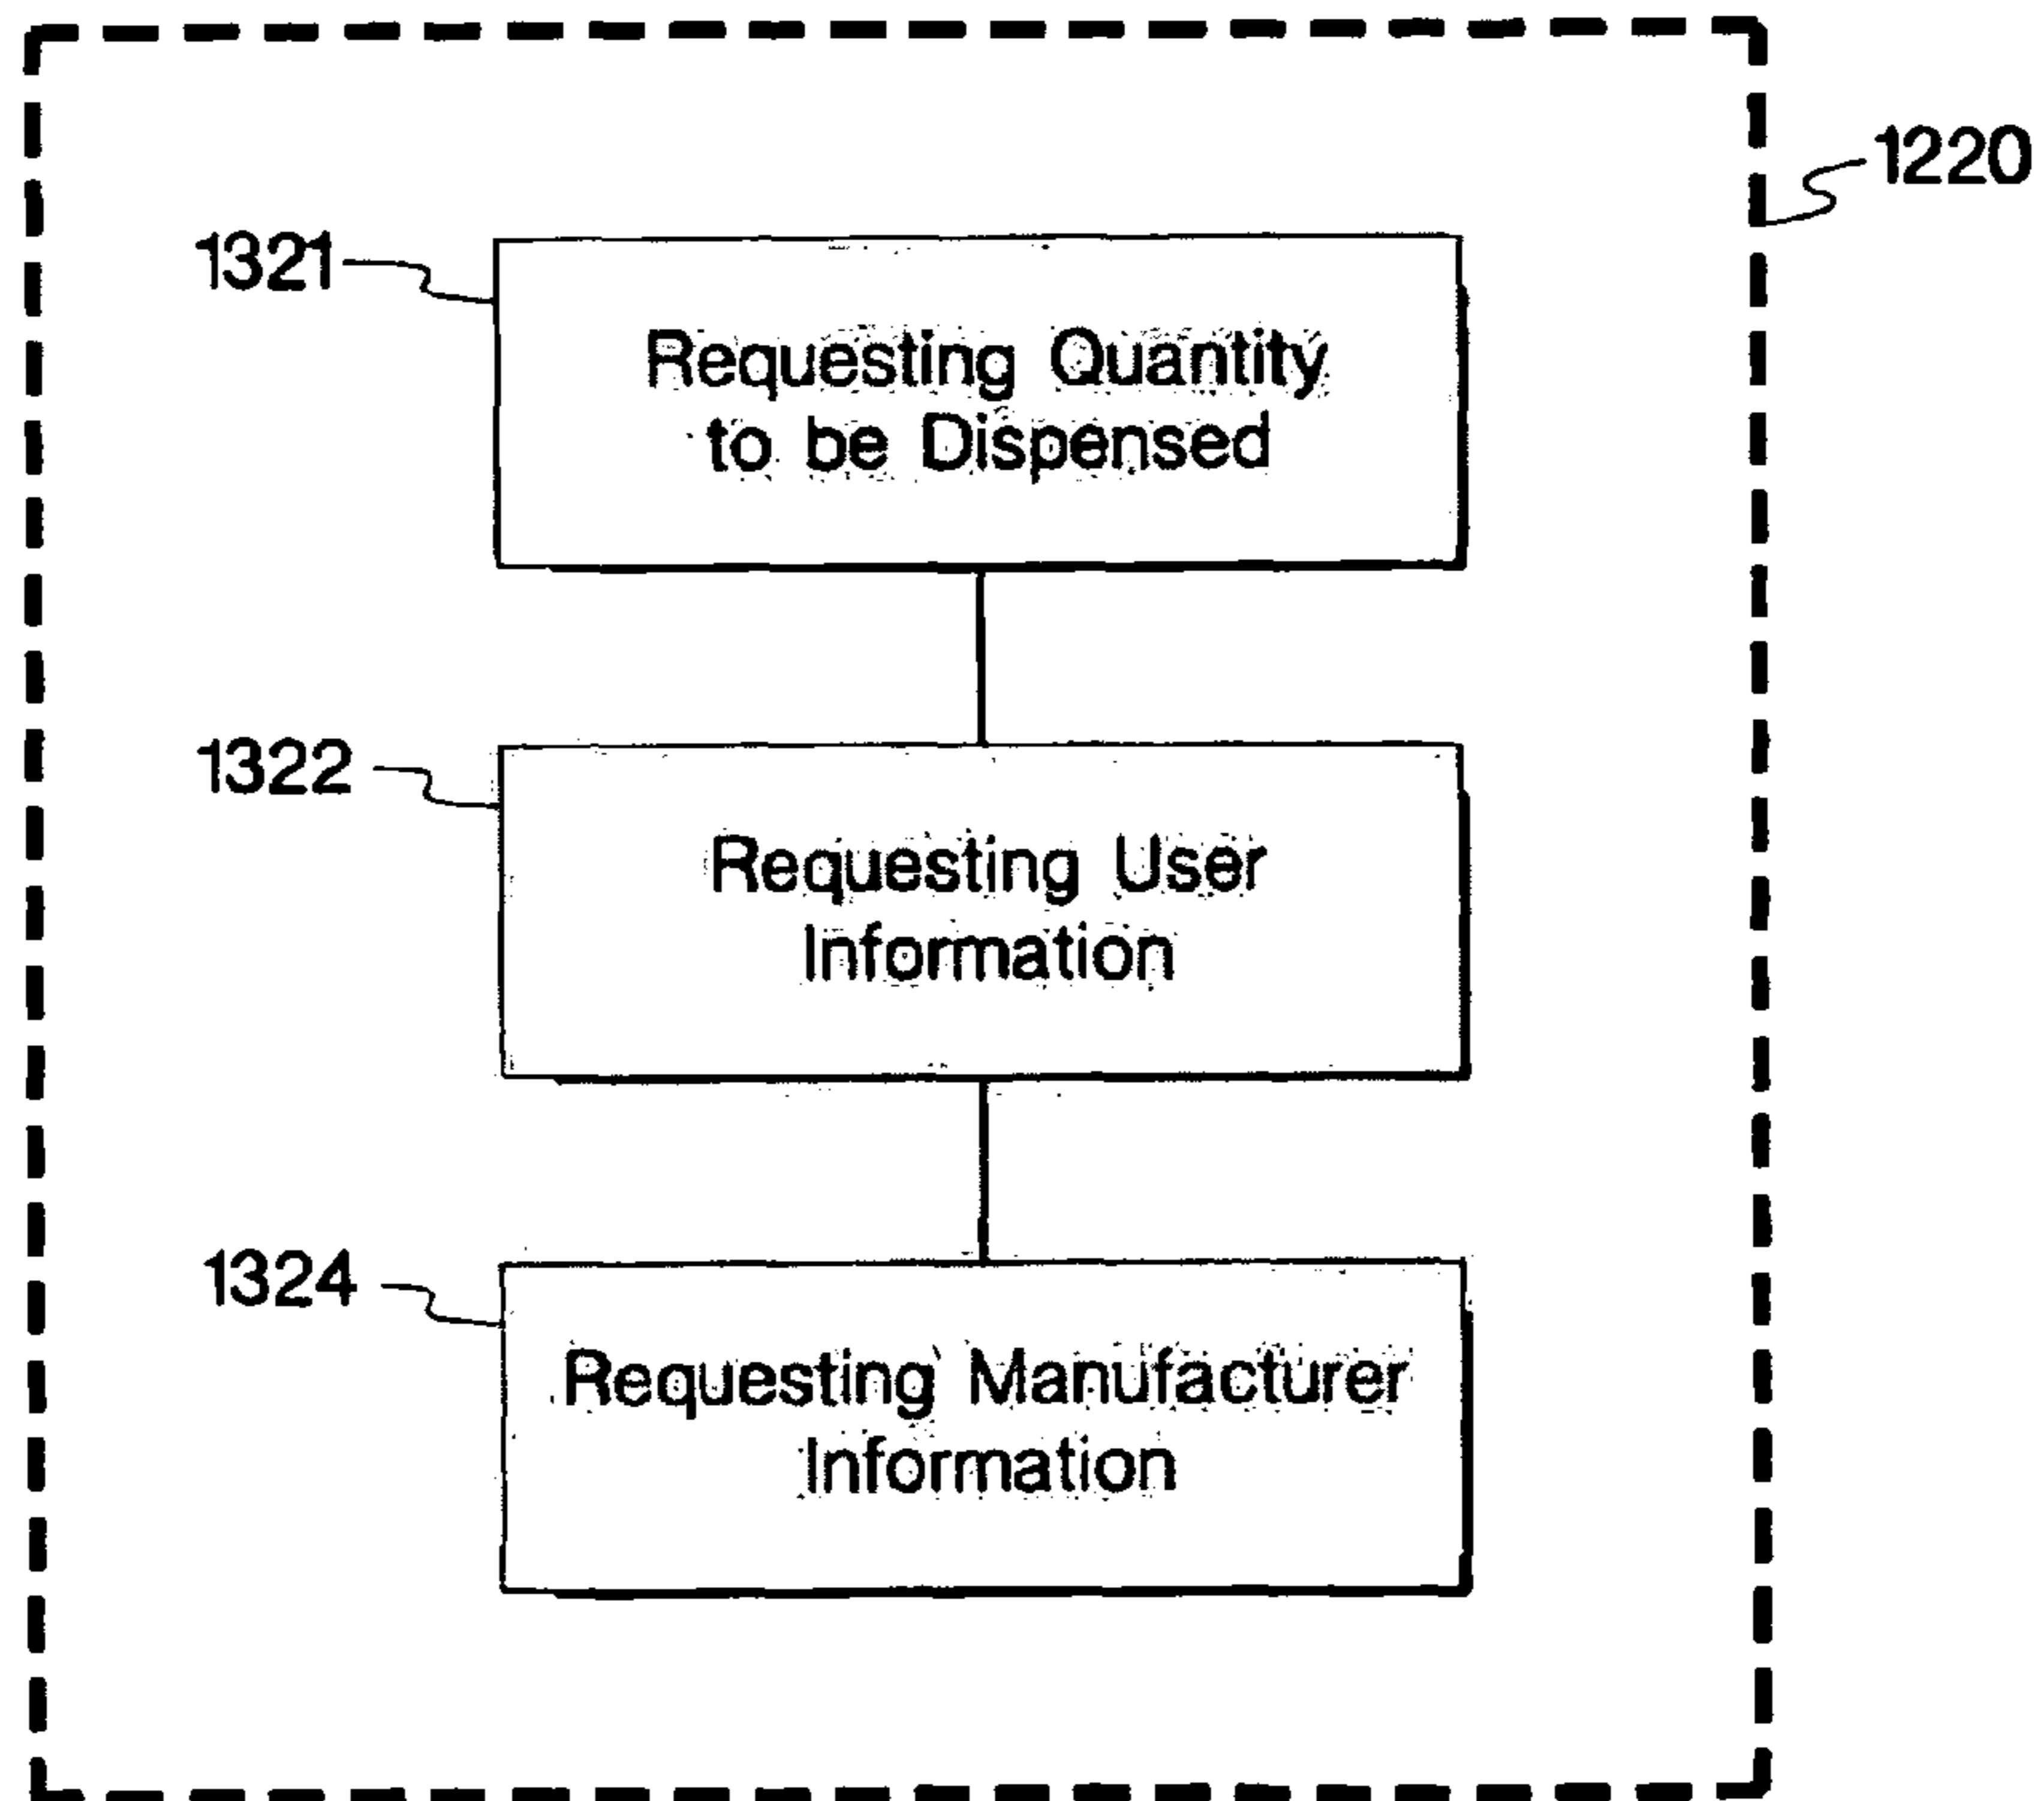 1220
1321
Requesting Quantity
to be Dispensed
1322
Requesting User
Information
1324
Requesting Manufacturer
Information